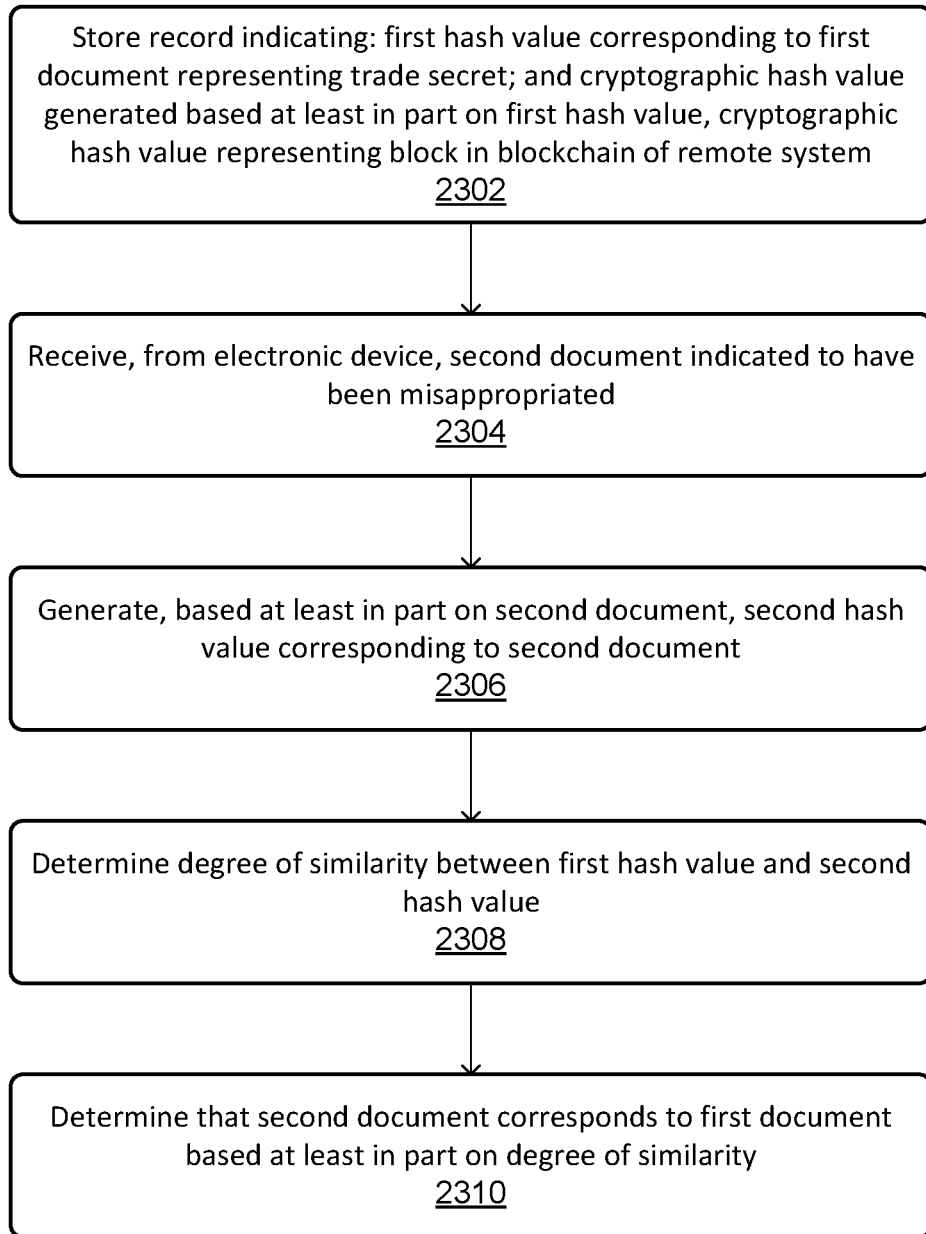 Store record indicating: first hash value corresponding to first
document representing trade secret; and cryptographic hash value
generated based at least in part on first hash value, cryptographic
hash value representing block in blockchain of remote system
2302
Receive, from electronic device, second document indicated to have
been misappropriated
2304
Generate, based at least in part on second document, second hash
value corresponding to second document
2306
Determine degree of similarity between first hash value and second
hash value
2308
Determine that second document corresponds to first document
based at least in part on degree of similarity
2310